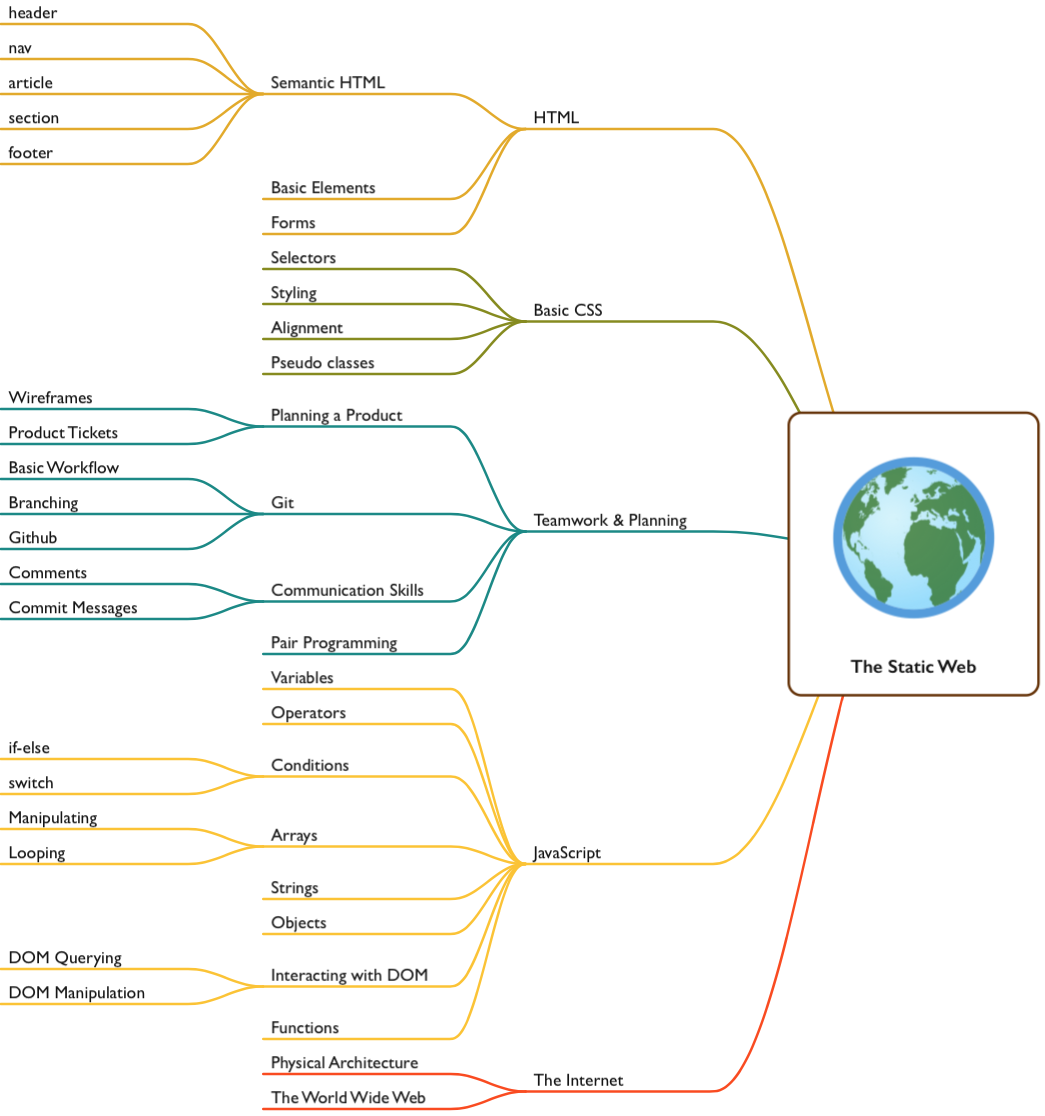 header
nav
article
section
footer
Semantic HTML
HTML
Basic Elements
Forms
Selectors
Styling
Alignment
Pseudo classes
Basic CSS
Wireframes
Product Tickets
Planning a Product
Basic Workflow
Branching
Github
Git
Teamwork & Planning
Comments
Commit Messages
Communication Skills
Pair Programming
The Static Web
Variables
Operators
if-else
switch
Conditions
Manipulating
Looping
Arrays
JavaScript
Strings
Objects
DOM Querying
DOM Manipulation
Interacting with DOM
Functions
Physical Architecture
The World Wide Web
The Internet